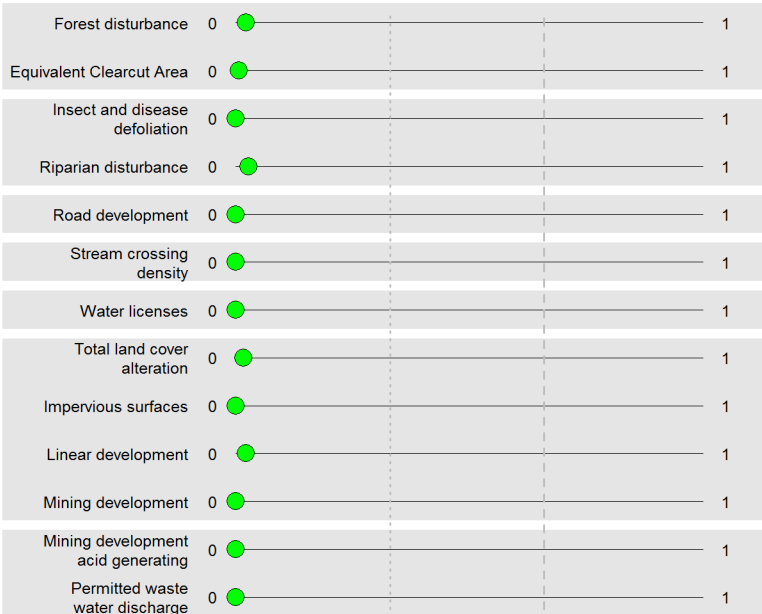 Forest disturbance 0 1
Equivalent Clearcut Area 0 1
Insect and disease
defoliation 0 1
Riparian disturbance 0 1
Road development 0 1
Stream crossing
density 0 1
Water licenses 0 1
Total land cover
alteration 0 1
Impervious surfaces 0 1
Linear development 0 1
Mining development 0 1
Mining development
acid generating 0 1
Permitted waste
water discharge 0 1